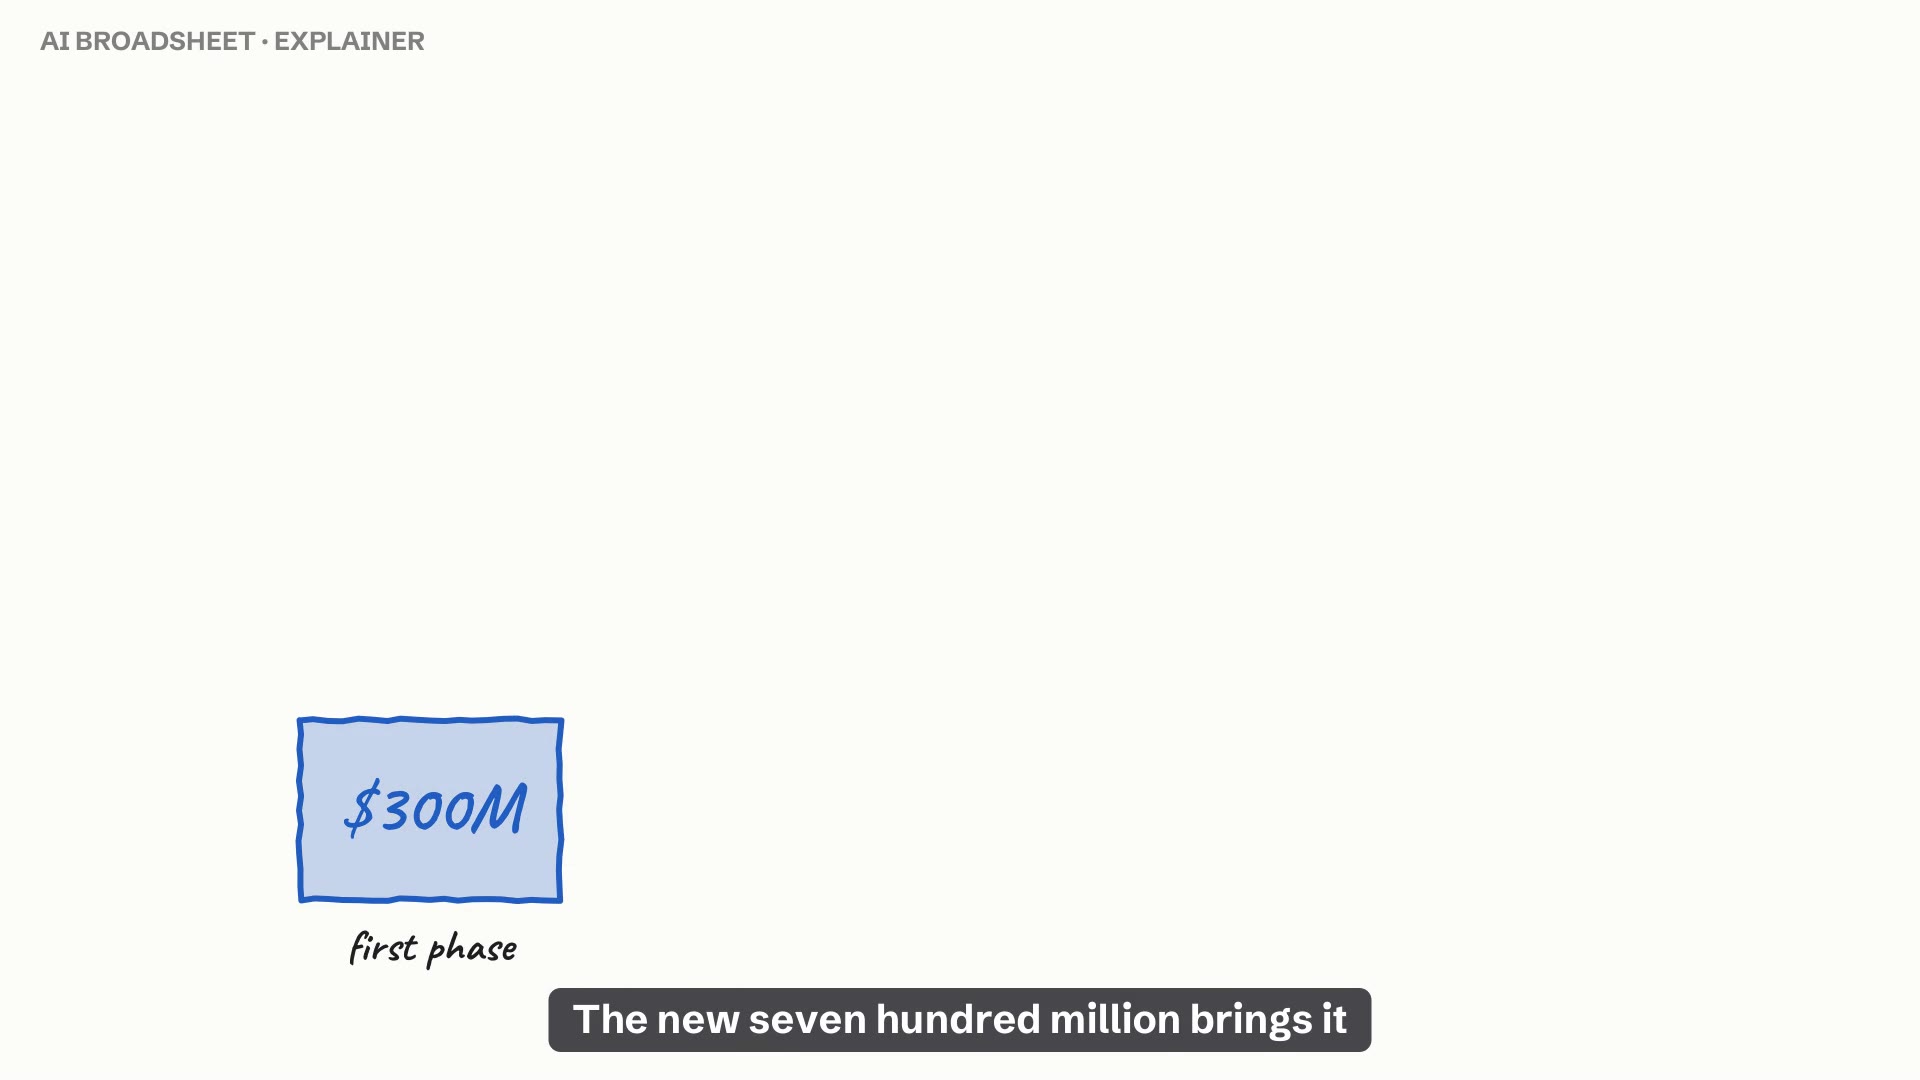 AI BROADSHEET · EXPLAINER
$300M
first phase
The new seven hundred million brings it